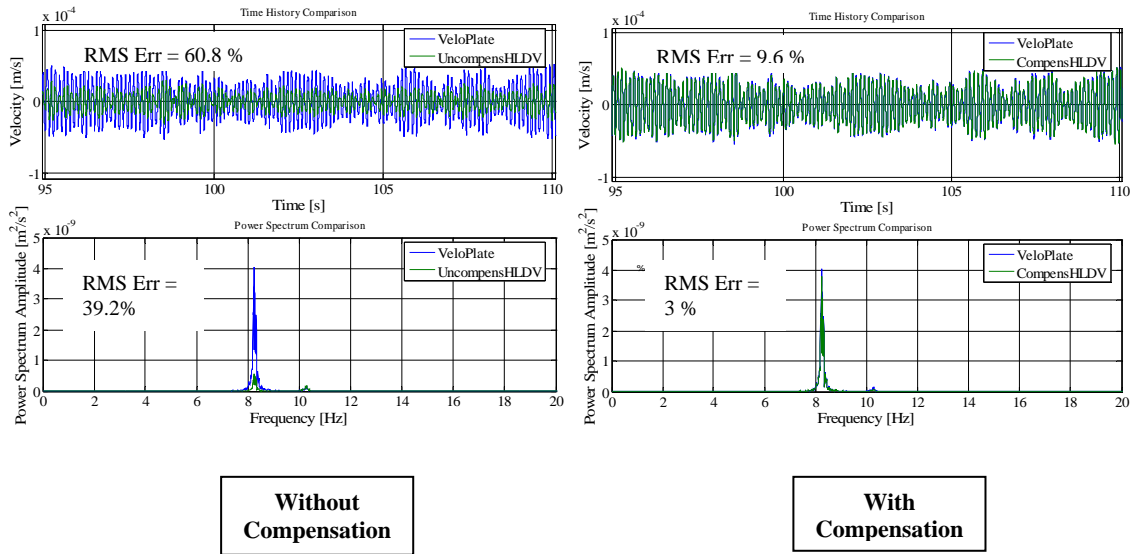 x 10⁻⁴
Time History Comparison
1
0
-1
Velocity [m/s]
RMS Err = 60.8 %
VeloPlate
UncompensHLDV
95
100
105
110
Time [s]
x 10⁻⁹
Power Spectrum Comparison
5
4
3
2
1
0
Power Spectrum Amplitude [m²/s²]
RMS Err =
39.2%
VeloPlate
UncompensHLDV
0 2 4 6 8 10 12 14 16 18 20
Frequency [Hz]
Without
Compensation
x 10⁻⁴
Time History Comparison
1
0
-1
Velocity [m/s]
RMS Err = 9.6 %
VeloPlate
CompensHLDV
95
100
105
110
Time [s]
x 10⁻⁹
Power Spectrum Comparison
5
4
3
2
1
0
Power Spectrum Amplitude [m²/s²]
%
RMS Err =
3 %
VeloPlate
CompensHLDV
0 2 4 6 8 10 12 14 16 18 20
Frequency [Hz]
With
Compensation